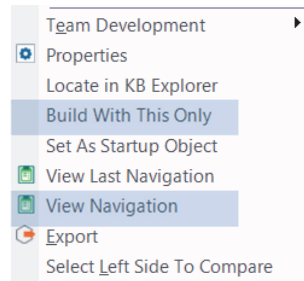 Team Development
Properties
Locate in KB Explorer
Build With This Only
Set As Startup Object
View Last Navigation
View Navigation
Export
Select Left Side To Compare